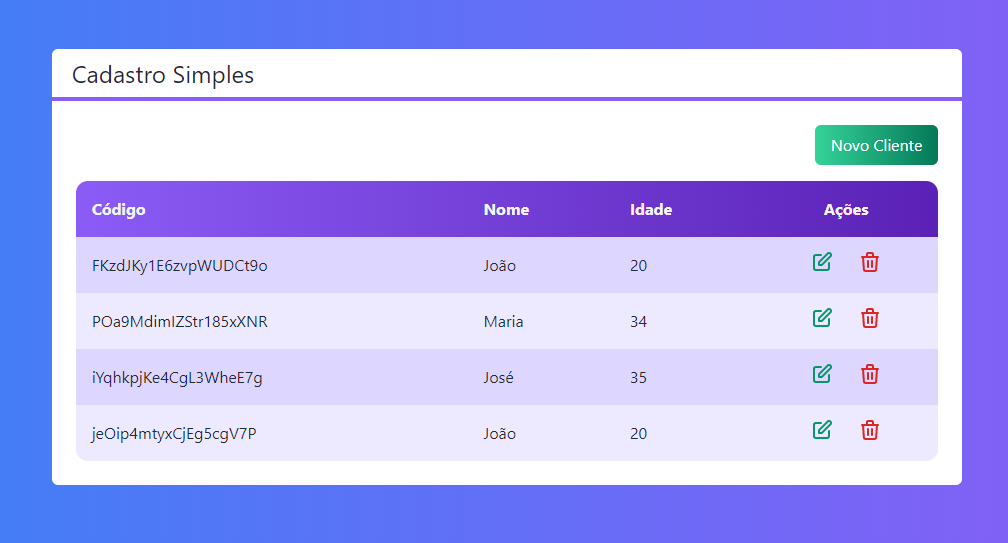 Cadastro Simples
Novo Cliente
Código Nome Idade Ações
FKzdJKy1E6zvpWUDCt9o João 20
POa9MdimIZStr185xXNR Maria 34
iYqhkpjKe4CgL3WheE7g José 35
jeOip4mtyxCjEg5cgV7P João 20